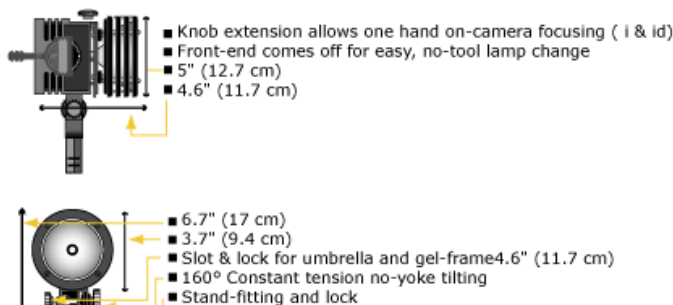 Knob extension allows one hand on-camera focusing ( i & id)
Front-end comes off for easy, no-tool lamp change
5" (12.7 cm)
4.6" (11.7 cm)
6.7" (17 cm)
3.7" (9.4 cm)
Slot & lock for umbrella and gel-frame4.6" (11.7 cm)
160° Constant tension no-yoke tilting
Stand-fitting and lock